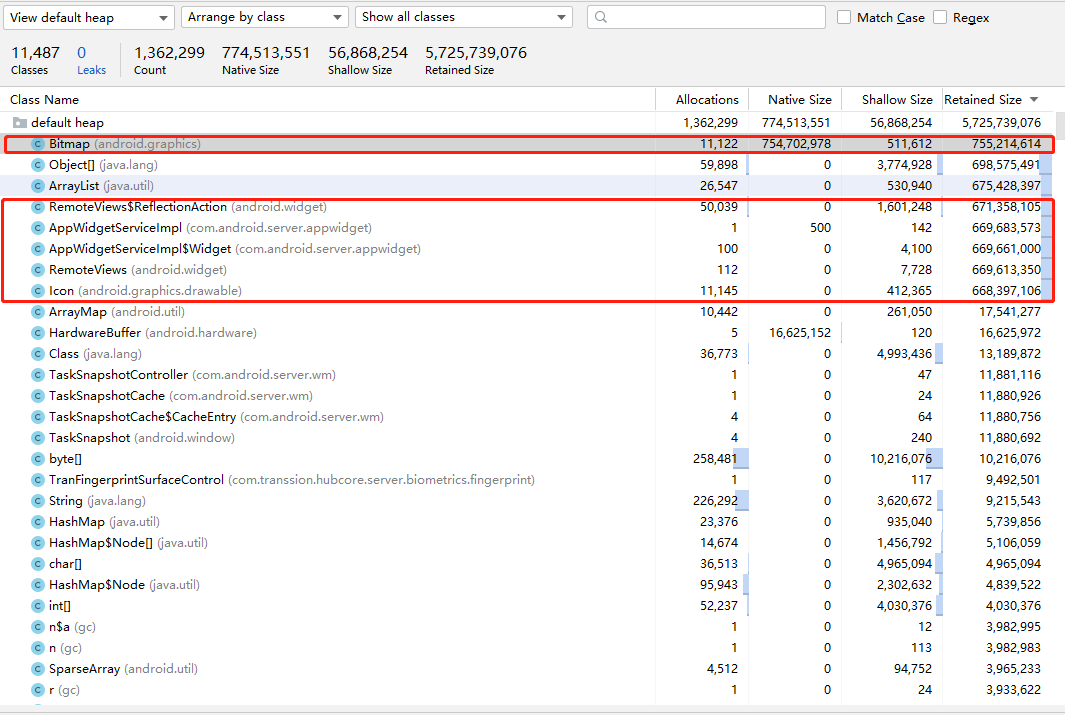 View default heap Arrange by class Show all classes Match Case Regex
11,487 0 1,362,299 774,513,551 56,868,254 5,725,739,076
Classes Leaks Count Native Size Shallow Size Retained Size
Class Name Allocations Native Size Shallow Size Retained Size
default heap 1,362,299 774,513,551 56,868,254 5,725,739,076
C Bitmap (android.graphics) 11,122 754,702,978 511,612 755,214,614
C Object[] (java.lang) 59,898 0 3,774,928 698,575,491
C ArrayList (java.util) 26,547 0 530,940 675,428,397
C RemoteViews$ReflectionAction (android.widget) 50,039 0 1,601,248 671,358,105
C AppWidgetServiceImpl (com.android.server.appwidget) 1 500 142 669,683,573
C AppWidgetServiceImpl$Widget (com.android.server.appwidget) 100 0 4,100 669,661,000
C RemoteViews (android.widget) 112 0 7,728 669,613,350
C Icon (android.graphics.drawable) 11,145 0 412,365 668,397,106
C ArrayMap (android.util) 10,442 0 261,050 17,541,277
C HardwareBuffer (android.hardware) 5 16,625,152 120 16,625,972
C Class (java.lang) 36,773 0 4,993,436 13,189,872
C TaskSnapshotController (com.android.server.wm) 1 0 47 11,881,116
C TaskSnapshotCache (com.android.server.wm) 1 0 24 11,880,926
C TaskSnapshotCache$CacheEntry (com.android.server.wm) 4 0 64 11,880,756
C TaskSnapshot (android.window) 4 0 240 11,880,692
C byte[] 258,481 0 10,216,076 10,216,076
C TranFingerprintSurfaceControl (com.transsion.hubcore.server.biometrics.fingerprint) 1 0 117 9,492,501
C String (java.lang) 226,292 0 3,620,672 9,215,543
C HashMap (java.util) 23,376 0 935,040 5,739,856
C HashMap$Node[] (java.util) 14,674 0 1,456,792 5,106,059
C char[] 36,513 0 4,965,094 4,965,094
C HashMap$Node (java.util) 95,943 0 2,302,632 4,839,522
C int[] 52,237 0 4,030,376 4,030,376
C n$a (gc) 1 0 12 3,982,995
C n (gc) 1 0 113 3,982,983
C SparseArray (android.util) 4,512 0 94,752 3,965,233
C r (gc) 1 0 24 3,933,622